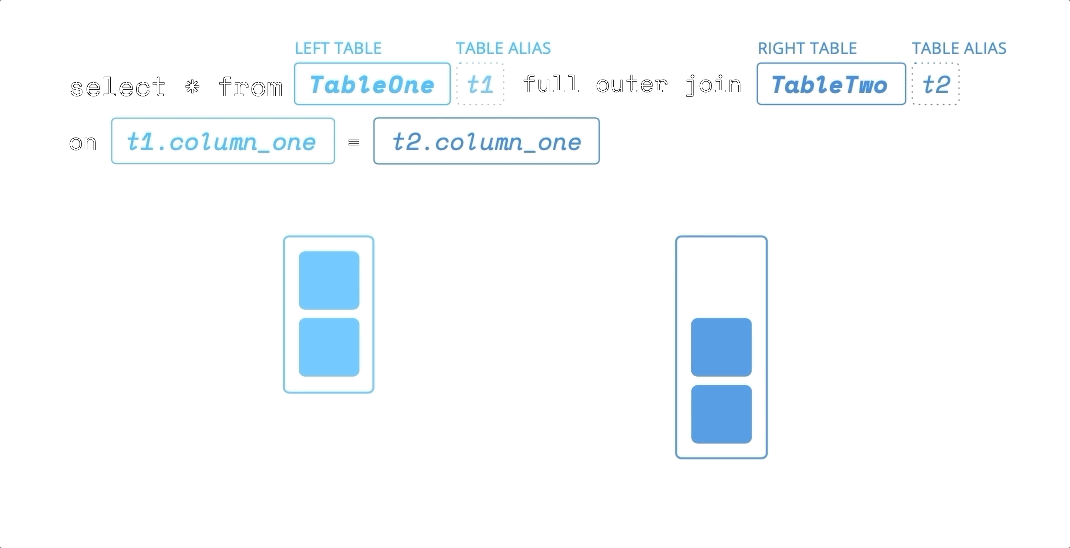 LEFT TABLE TABLE ALIAS RIGHT TABLE TABLE ALIAS
select * from TableOne t1 full outer join TableTwo t2
on t1.column_one = t2.column_one